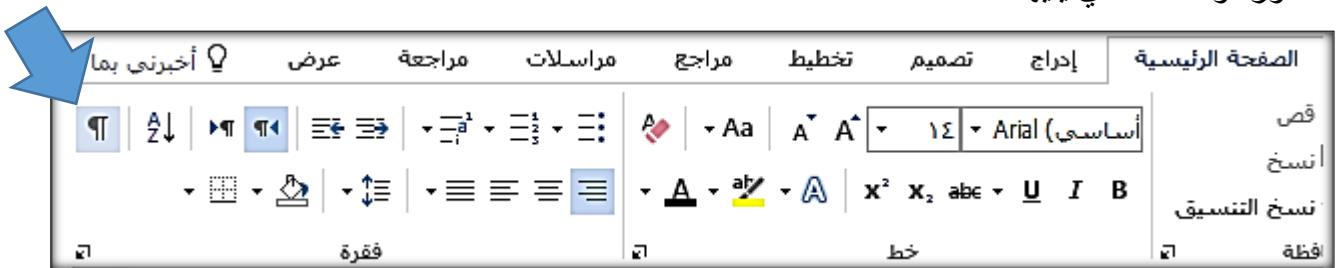 الصفحة الرئيسية إدراج تصميم تخطيط مراجع مراسلات مراجعة عرض أخبرني بما
قص
نسخ
نسخ التنسيق
أساسي) Arial ١٤ Aa
B I U abc x₂ x² A ab A
خط فقرة